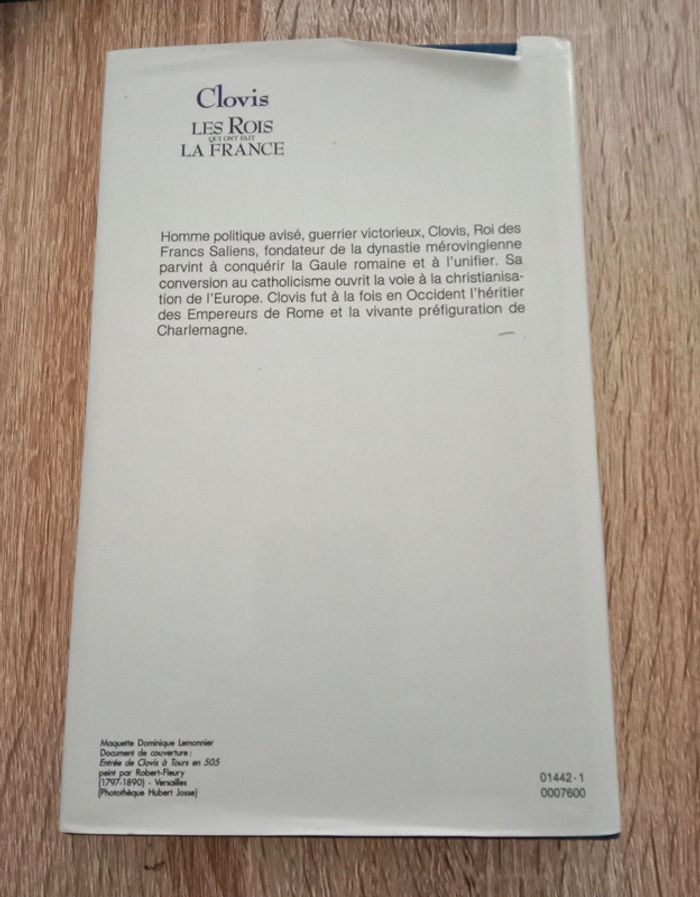 Clovis
LES ROIS
QUI ONT FAIT
LA FRANCE
Homme politique avisé, guerrier victorieux, Clovis, Roi des
Francs Saliens, fondateur de la dynastie mérovingienne
parvint à conquérir la Gaule romaine et à l'unifier. Sa
conversion au catholicisme ouvrit la voie à la christianisa-
tion de l'Europe. Clovis fut à la fois en Occident l'héritier
des Empereurs de Rome et la vivante préfiguration de
Charlemagne.
Maquette Dominique Lemonnier
Document de couverture :
Entrée de Clovis à Tours en 505
peint par Robert-Fleury
(1797-1890) - Versailles
(Photothèque Hubert Josse)
01442-1
0007600